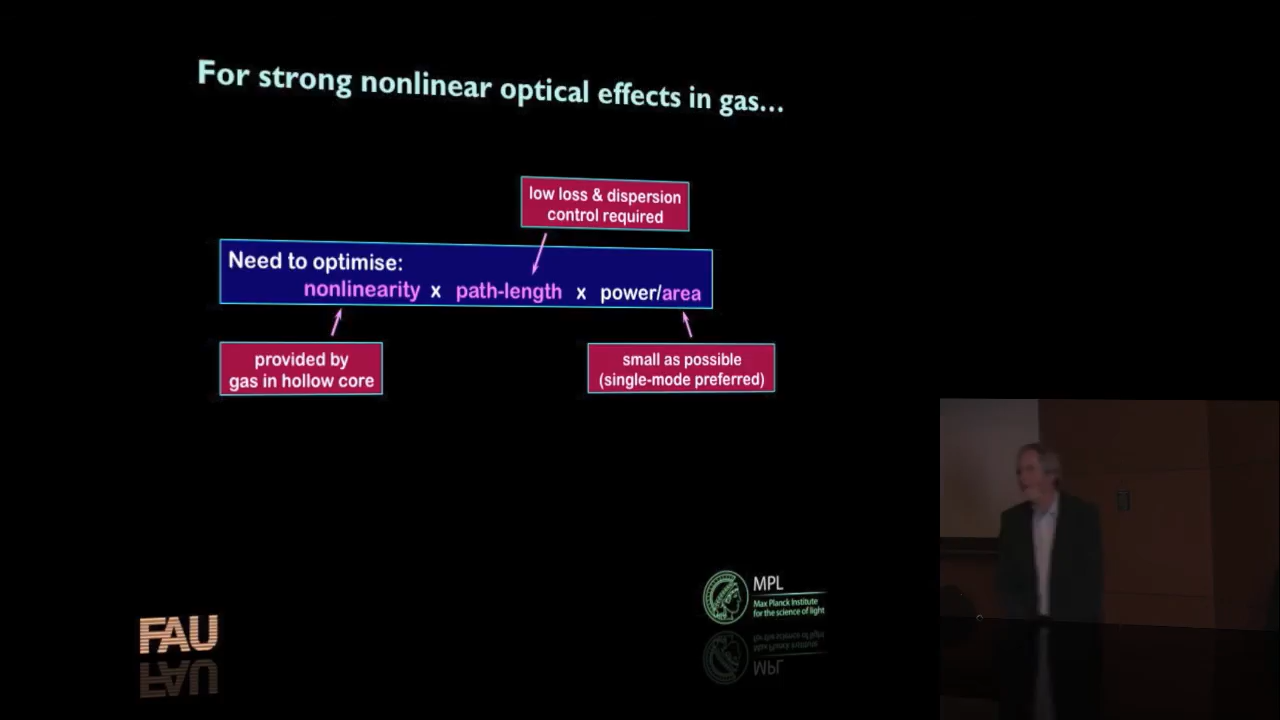 For strong nonlinear optical effects in gas...
low loss & dispersion
control required
Need to optimise:
nonlinearity x path-length x power/area
provided by
gas in hollow core
small as possible
(single-mode preferred)
MPL
Max Planck Institute
for the science of light
FAU